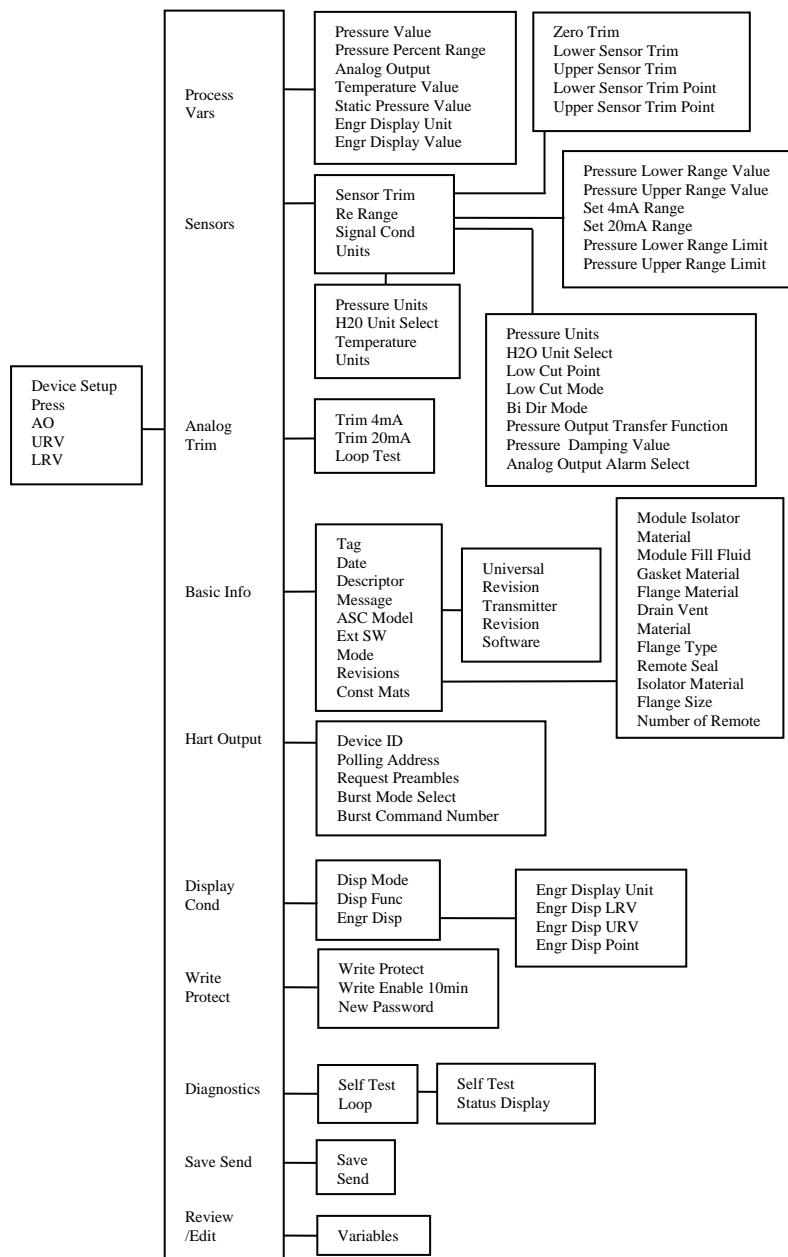 Device Setup
Press
AO
URV
LRV
Process
Vars
Pressure Value
Pressure Percent Range
Analog Output
Temperature Value
Static Pressure Value
Engr Display Unit
Engr Display Value
Sensors
Sensor Trim
Re Range
Signal Cond
Units
Zero Trim
Lower Sensor Trim
Upper Sensor Trim
Lower Sensor Trim Point
Upper Sensor Trim Point
Pressure Lower Range Value
Pressure Upper Range Value
Set 4mA Range
Set 20mA Range
Pressure Lower Range Limit
Pressure Upper Range Limit
Pressure Units
H20 Unit Select
Temperature
Units
Pressure Units
H2O Unit Select
Low Cut Point
Low Cut Mode
Bi Dir Mode
Pressure Output Transfer Function
Pressure Damping Value
Analog Output Alarm Select
Analog
Trim
Trim 4mA
Trim 20mA
Loop Test
Basic Info
Tag
Date
Descriptor
Message
ASC Model
Ext SW
Mode
Revisions
Const Mats
Universal
Revision
Transmitter
Revision
Software
Module Isolator
Material
Module Fill Fluid
Gasket Material
Flange Material
Drain Vent
Material
Flange Type
Remote Seal
Isolator Material
Flange Size
Number of Remote
Hart Output
Device ID
Polling Address
Request Preambles
Burst Mode Select
Burst Command Number
Display
Cond
Disp Mode
Disp Func
Engr Disp
Engr Display Unit
Engr Disp LRV
Engr Disp URV
Engr Disp Point
Write
Protect
Write Protect
Write Enable 10min
New Password
Diagnostics
Self Test
Loop
Self Test
Status Display
Save Send
Save
Send
Review
/Edit
Variables